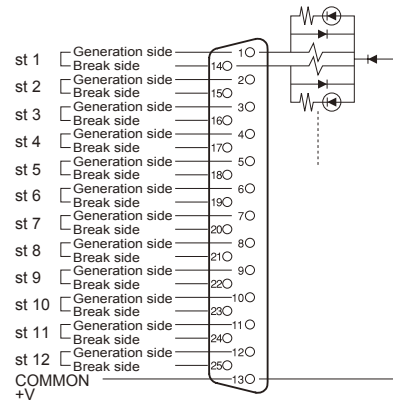 st 1 Generation side 1
Break side 14
st 2 Generation side 2
Break side 15
st 3 Generation side 3
Break side 16
st 4 Generation side 4
Break side 17
st 5 Generation side 5
Break side 18
st 6 Generation side 6
Break side 19
st 7 Generation side 7
Break side 20
st 8 Generation side 8
Break side 21
st 9 Generation side 9
Break side 22
st 10 Generation side 10
Break side 23
st 11 Generation side 11
Break side 24
st 12 Generation side 12
Break side 25
COMMON 13
+V